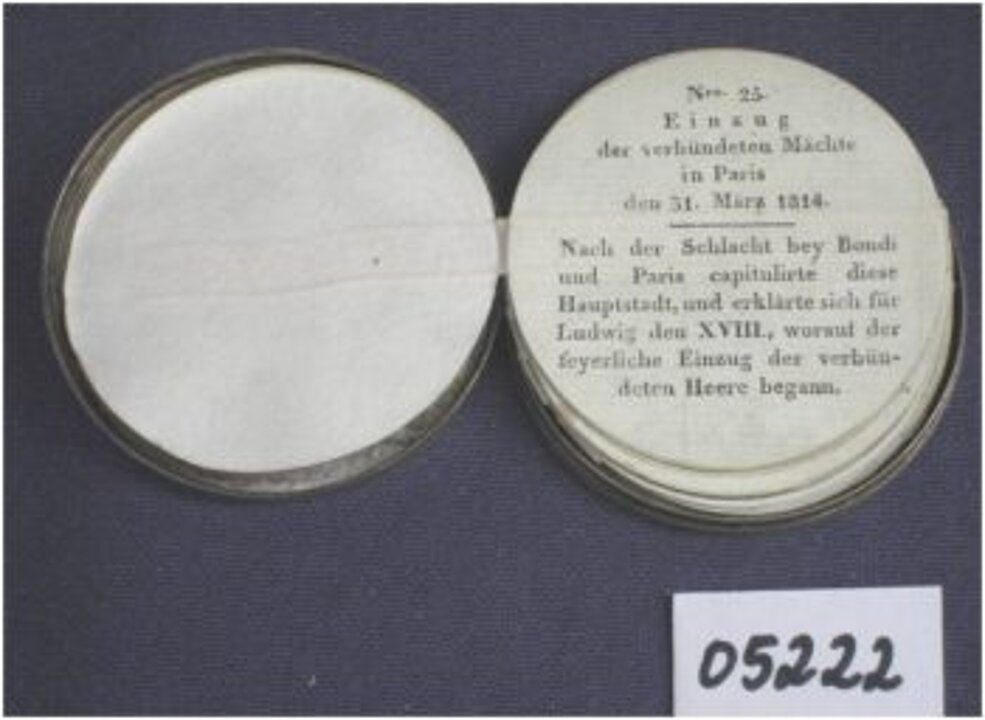 Nro. 25.
Einzug
der verbündeten Mächte
in Paris
den 31. März 1814.
Nach der Schlacht bey Bondi
und Paris capitulirte diese
Hauptstadt, und erklärte sich für
Ludwig den XVIII., worauf der
feyerliche Einzug der verbün-
deten Heere begann.
05222